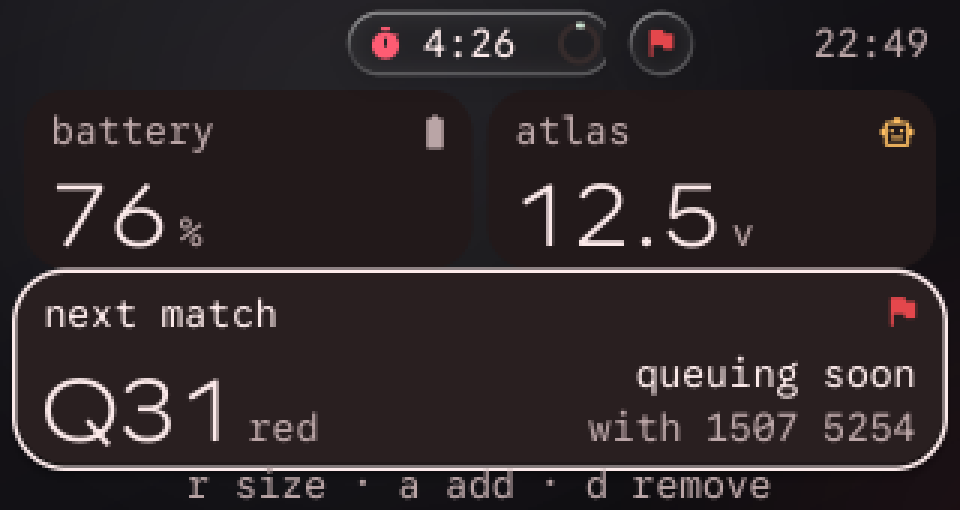 4:26 22:49
battery atlas
76 % 12.5 v
next match
queuing soon
Q31 red with 1507 5254
r size · a add · d remove